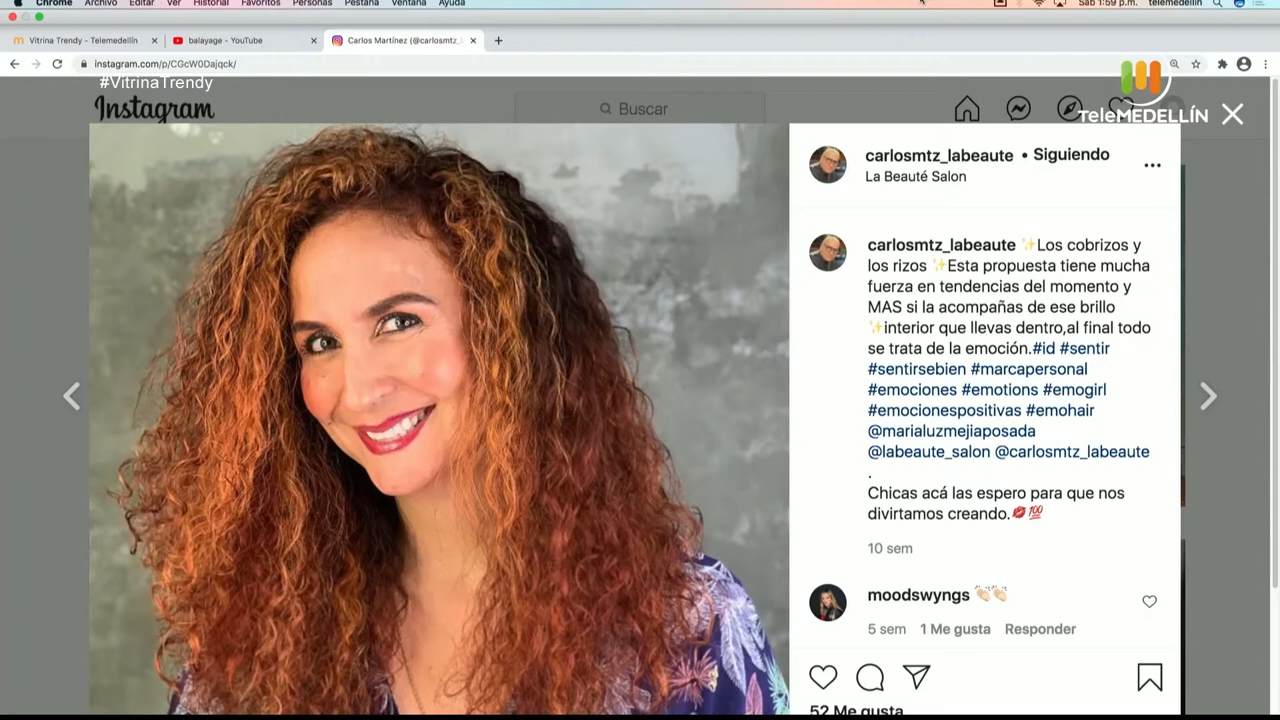 Chrome Archivo Editar Ver Historial Favoritos Personas Pestaña Ventana Ayuda
Sáb 1:59 p.m. telemedellin
Vitrina Trendy - Telemedellín
balayage - YouTube
Carlos Martínez (@carlosmtz_l
instagram.com/p/CGcW0Dajqck/
#VitrinaTrendy
Instagram
Buscar
TeleMEDELLÍN
carlosmtz_labeaute • Siguiendo
La Beauté Salon
carlosmtz_labeaute ✨Los cobrizos y
los rizos ✨Esta propuesta tiene mucha
fuerza en tendencias del momento y
MAS si la acompañas de ese brillo
✨interior que llevas dentro,al final todo
se trata de la emoción.#id #sentir
#sentirsebien #marcapersonal
#emociones #emotions #emogirl
#emocionespositivas #emohair
@marialuzmejiaposada
@labeaute_salon @carlosmtz_labeaute
.
Chicas acá las espero para que nos
divirtamos creando.💋💯
10 sem
moodswyngs 👏🏻👏🏻
5 sem 1 Me gusta Responder
52 Me gusta